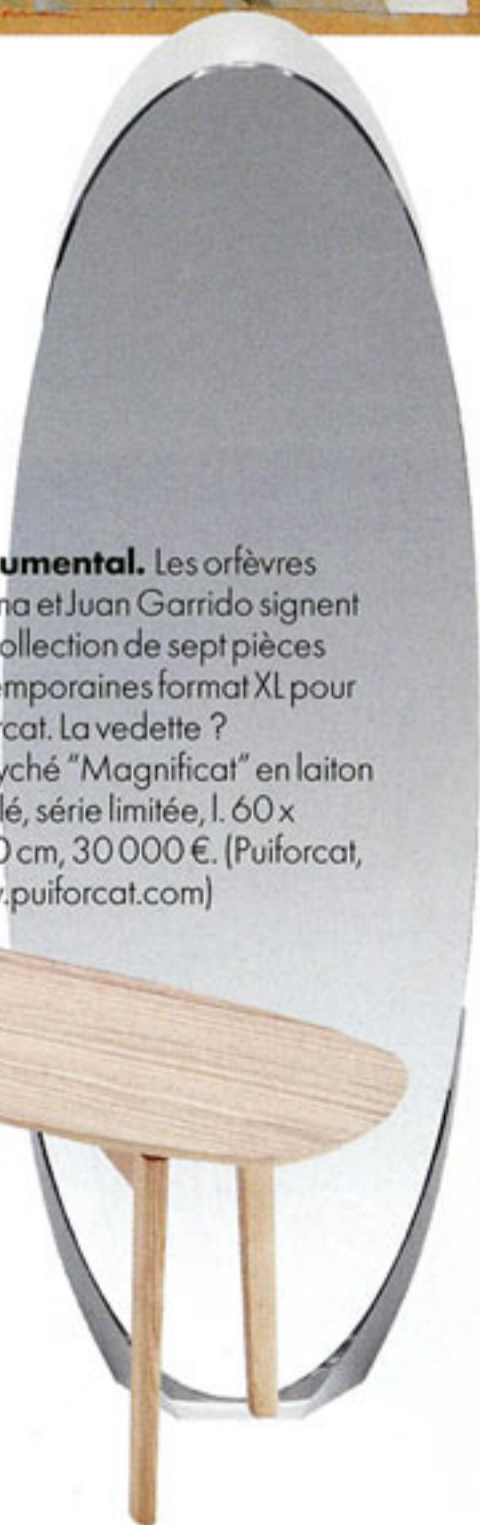 umental. Les orfèvres
na et Juan Garrido signent
ollection de sept pièces
emporaines format XL pour
rcat. La vedette ?
yché "Magnificat" en laiton
lé, série limitée, l. 60 x
0 cm, 30 000 €. (Puiforcat,
.puiforcat.com)